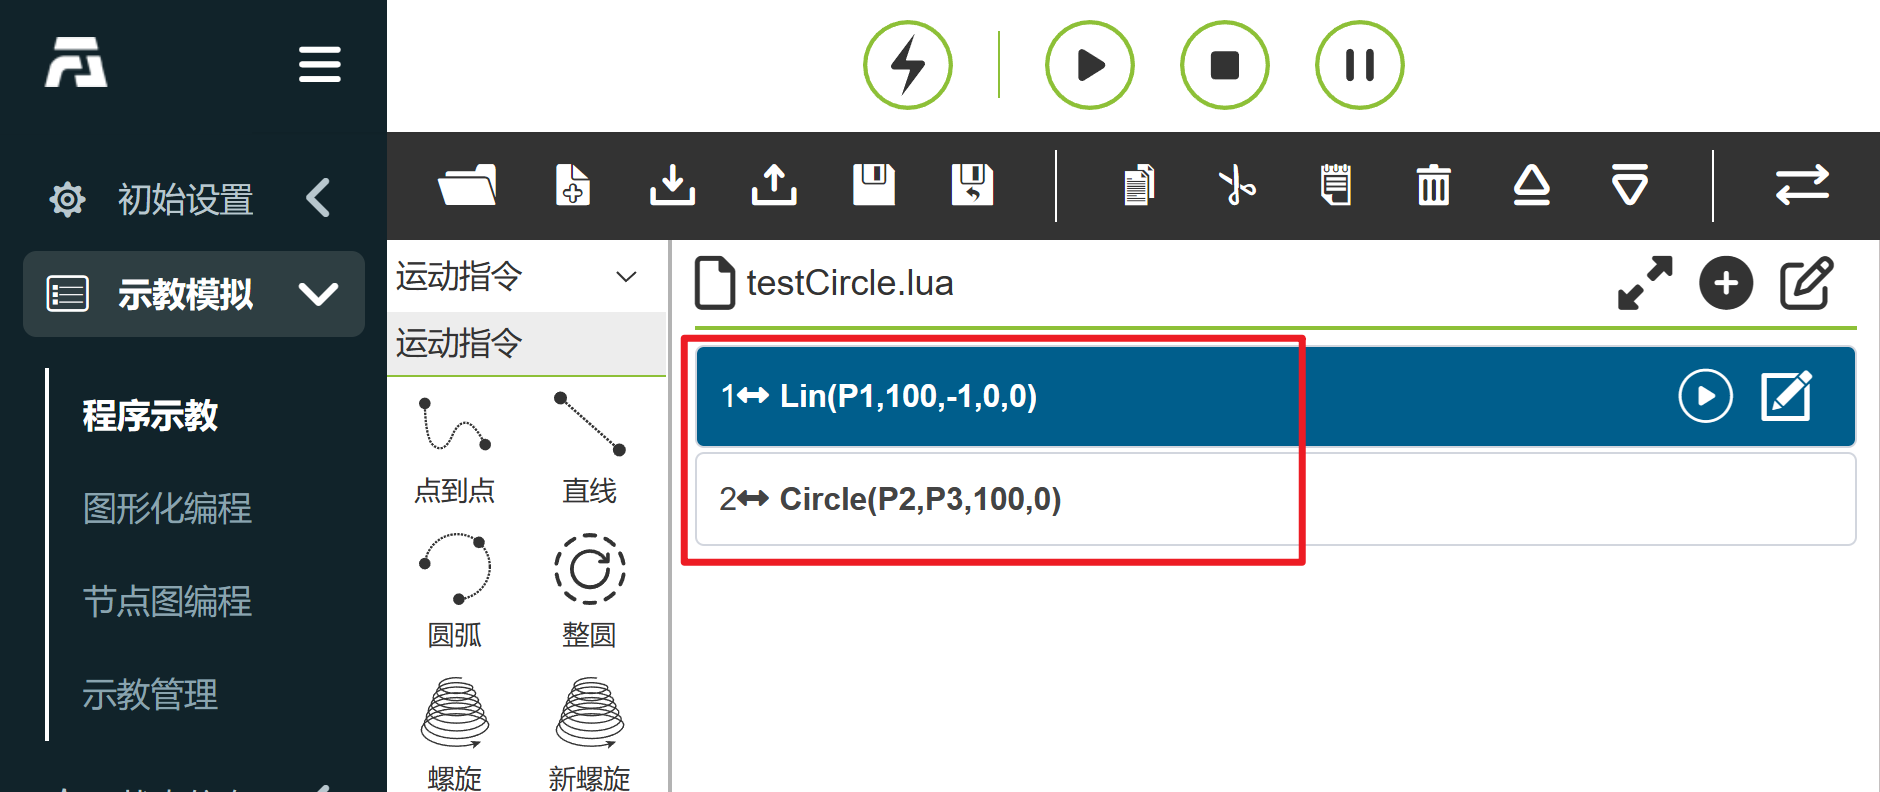 初始设置
示教模拟
程序示教
图形化编程
节点图编程
示教管理
运动指令
运动指令
点到点
直线
圆弧
整圆
螺旋
新螺旋
testCircle.lua
1 Lin(P1,100,-1,0,0)
2 Circle(P2,P3,100,0)